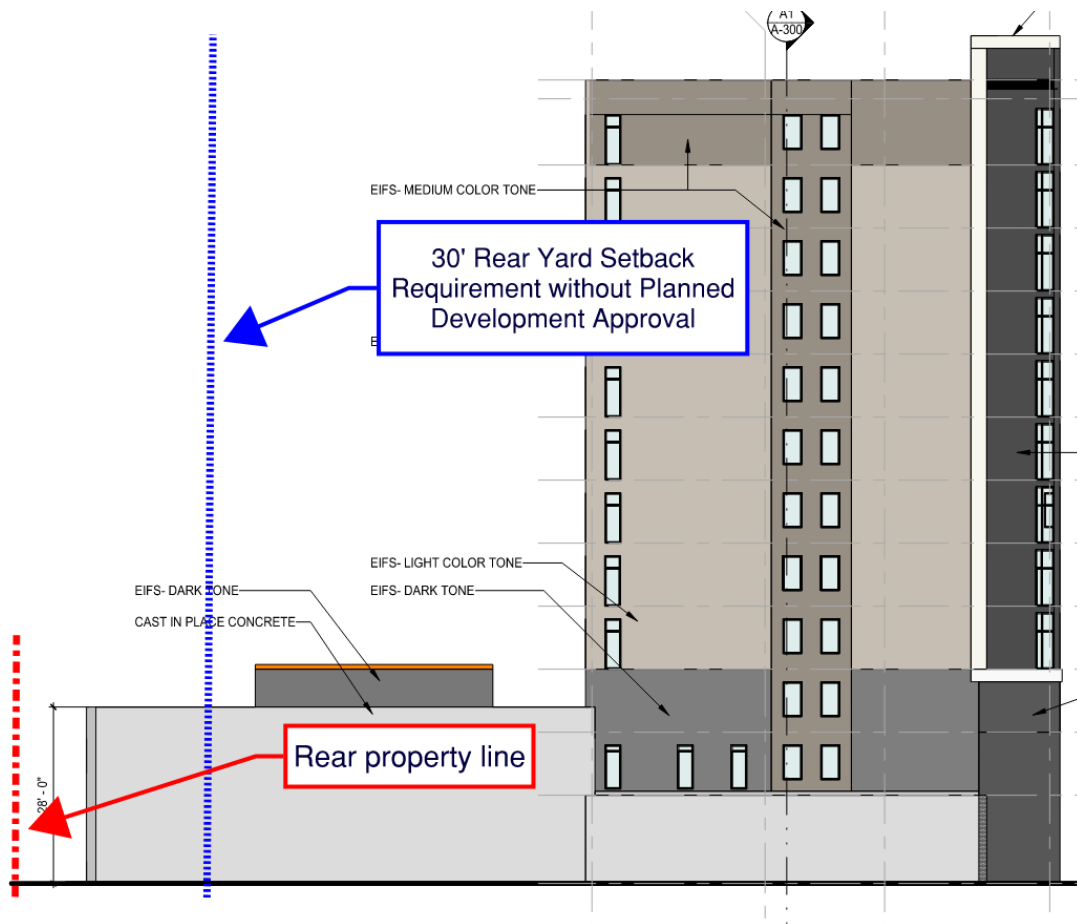 A1
A-300
EIFS- MEDIUM COLOR TONE
30' Rear Yard Setback
Requirement without Planned
Development Approval
E
EIFS- LIGHT COLOR TONE
EIFS- DARK TONE
EIFS- DARK TONE
CAST IN PLACE CONCRETE
Rear property line
28' - 0"